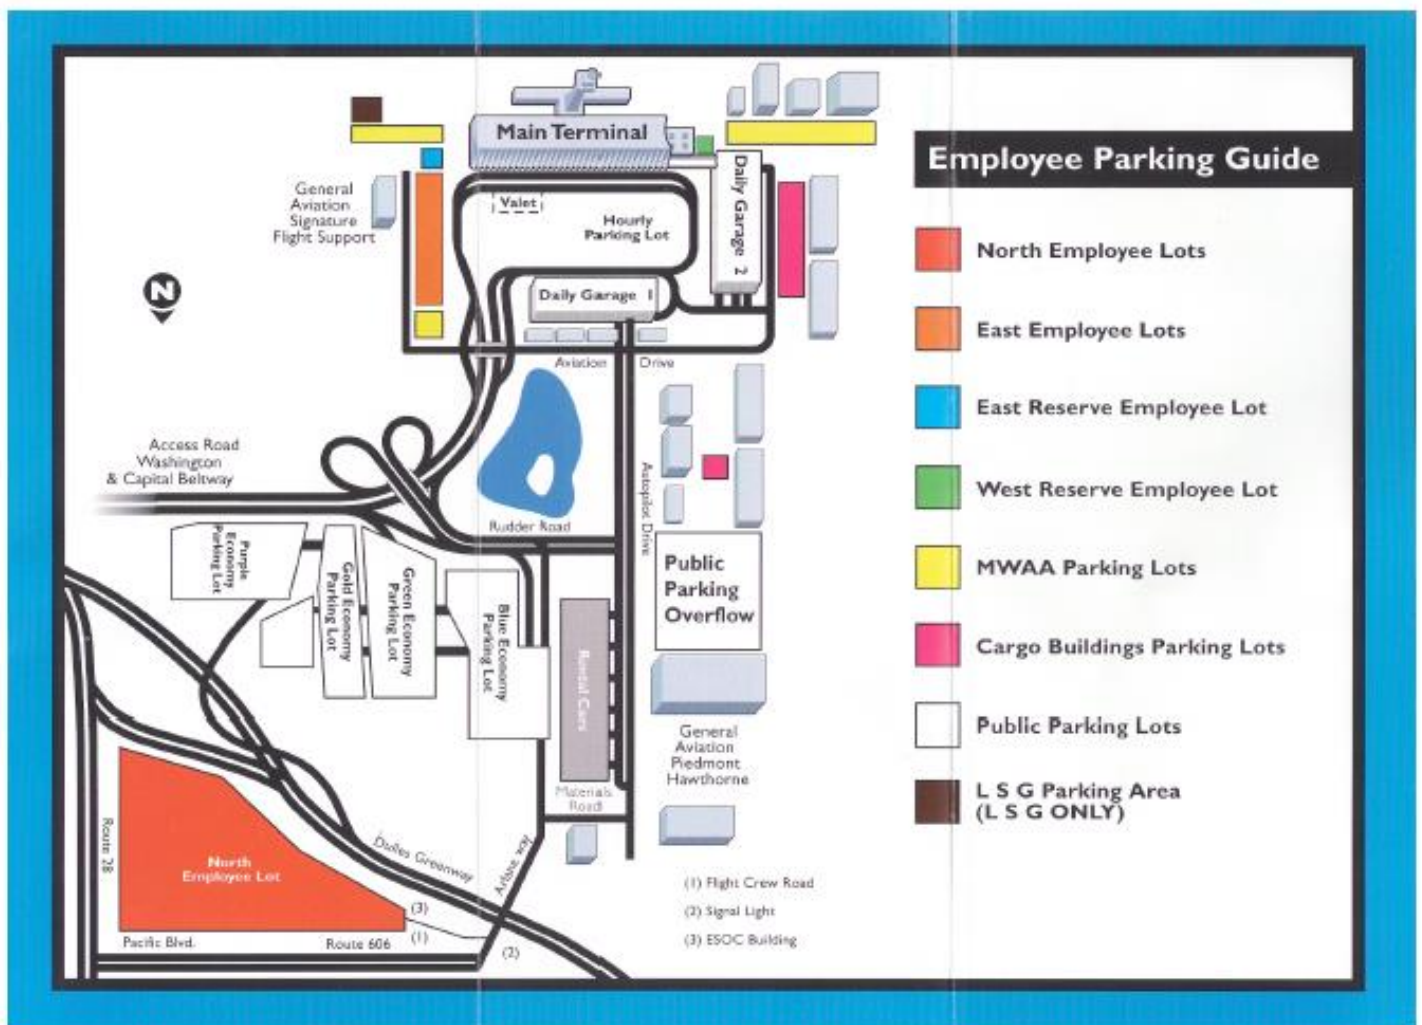 Main Terminal
Employee Parking Guide
Daily Garage 2
General
Aviation
Signature
Flight Support
Valet
Hourly
Parking Lot
North Employee Lots
N
Daily Garage 1
East Employee Lots
Aviation
Drive
East Reserve Employee Lot
Access Road
Washington
& Capital Beltway
Autopilot Drive
West Reserve Employee Lot
Rudder Road
Purple
Economy
Parking Lot
Gold Economy
Parking Lot
Green Economy
Parking Lot
Blue Economy
Parking Lot
Public
Parking
Overflow
MWAA Parking Lots
Rental Cars
Cargo Buildings Parking Lots
General
Aviation
Piedmont
Hawthorne
Public Parking Lots
Materials
Road
L S G Parking Area
(L S G ONLY)
Route 28
Dulles Greenway
Ariane Way
North
Employee Lot
(1) Flight Crew Road
(2) Signal Light
(3) ESOC Building
(3)
(1)
(2)
Pacific Blvd.
Route 606